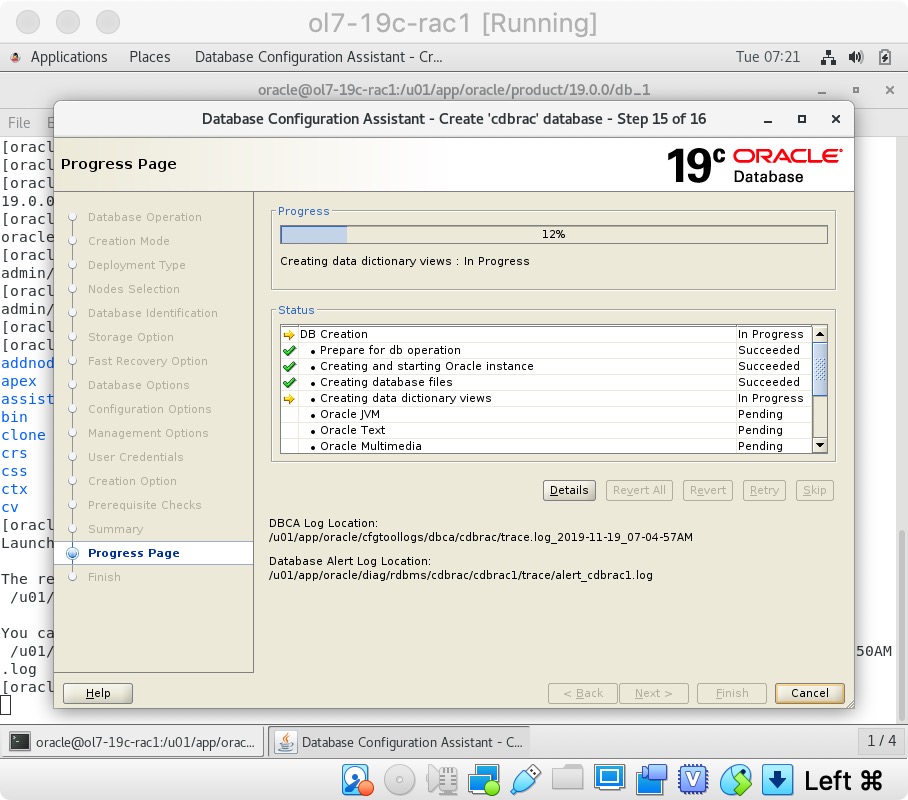 ol7-19c-rac1 [Running]
Applications Places Database Configuration Assistant - Cr... Tue 07:21
oracle@ol7-19c-rac1:/u01/app/oracle/product/19.0.0/db_1
File E
Database Configuration Assistant - Create 'cdbrac' database - Step 15 of 16
Progress Page
19c ORACLE
Database
[oracl
[oracl
[oracl
19.0.0
[oracl
oracle
[oracl
admin/
[oracl
admin/
[oracl
[oracl
addnod
apex
assist
bin
clone
crs
css
ctx
cv
[oracl
Launch
The re
/u01/
You ca
/u01/
50AM
.log
[oracl
Database Operation
Creation Mode
Deployment Type
Nodes Selection
Database Identification
Storage Option
Fast Recovery Option
Database Options
Configuration Options
Management Options
User Credentials
Creation Option
Prerequisite Checks
Summary
Progress Page
Finish
Progress
12%
Creating data dictionary views : In Progress
Status
DB Creation In Progress
• Prepare for db operation Succeeded
• Creating and starting Oracle instance Succeeded
• Creating database files Succeeded
• Creating data dictionary views In Progress
• Oracle JVM Pending
• Oracle Text Pending
• Oracle Multimedia Pending
Details Revert All Revert Retry Skip
DBCA Log Location:
/u01/app/oracle/cfgtoollogs/dbca/cdbrac/trace.log_2019-11-19_07-04-57AM
Database Alert Log Location:
/u01/app/oracle/diag/rdbms/cdbrac/cdbrac1/trace/alert_cdbrac1.log
Help < Back Next > Finish Cancel
oracle@ol7-19c-rac1:/u01/app/orac... Database Configuration Assistant - C... 1 / 4
Left ⌘